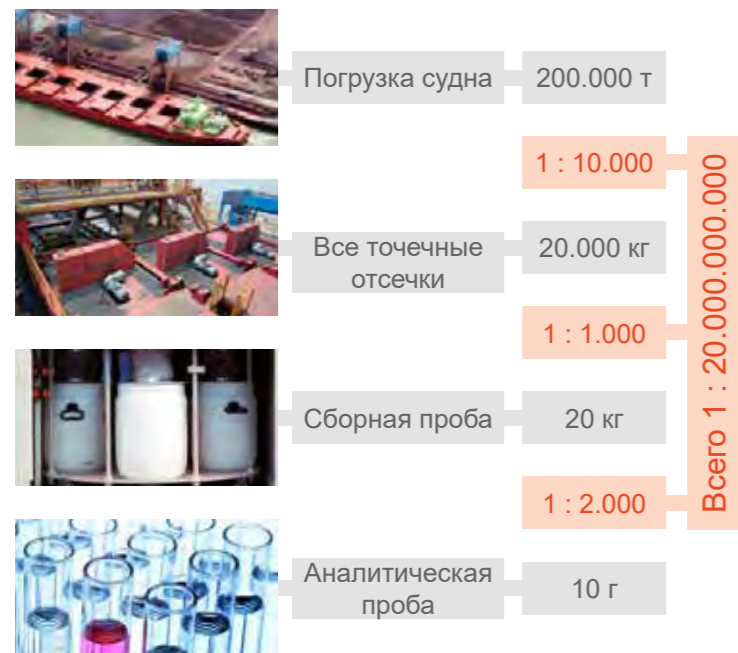 Погрузка судна
200.000 т
1 : 10.000
Все точечные
отсечки
20.000 кг
1 : 1.000
Сборная проба
20 кг
1 : 2.000
Аналитическая
проба
10 г
Всего 1 : 20.000.000.000